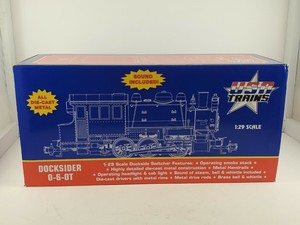 ALL
DIE-CAST
METAL
SOUND
INCLUDED!
USA
TRAINS
1:29 SCALE
DOCKSIDER
0-6-0T
1:29 Scale Dockside Docksider Features: • Operating smoke stack •
• Highly detailed die-cast metal construction • Metal Handrails •
• Operating headlight & cab light • Sound of steam, bell & whistle included •
• Die-cast drivers with metal rims • Metal drive rods • Brass bell & whistle •